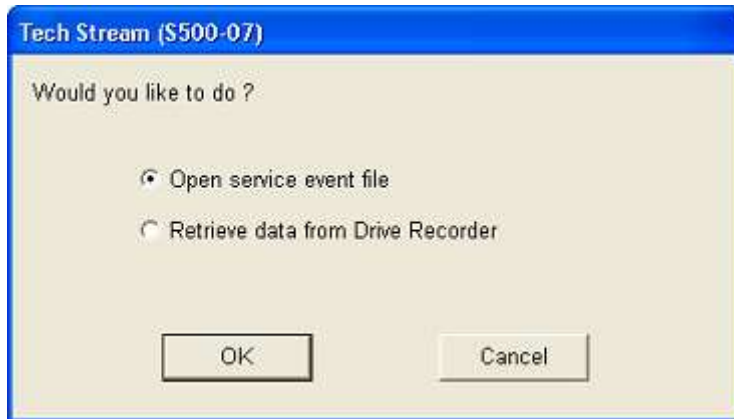 Tech Stream (S500-07)
Would you like to do ?
Open service event file
Retrieve data from Drive Recorder
OK
Cancel